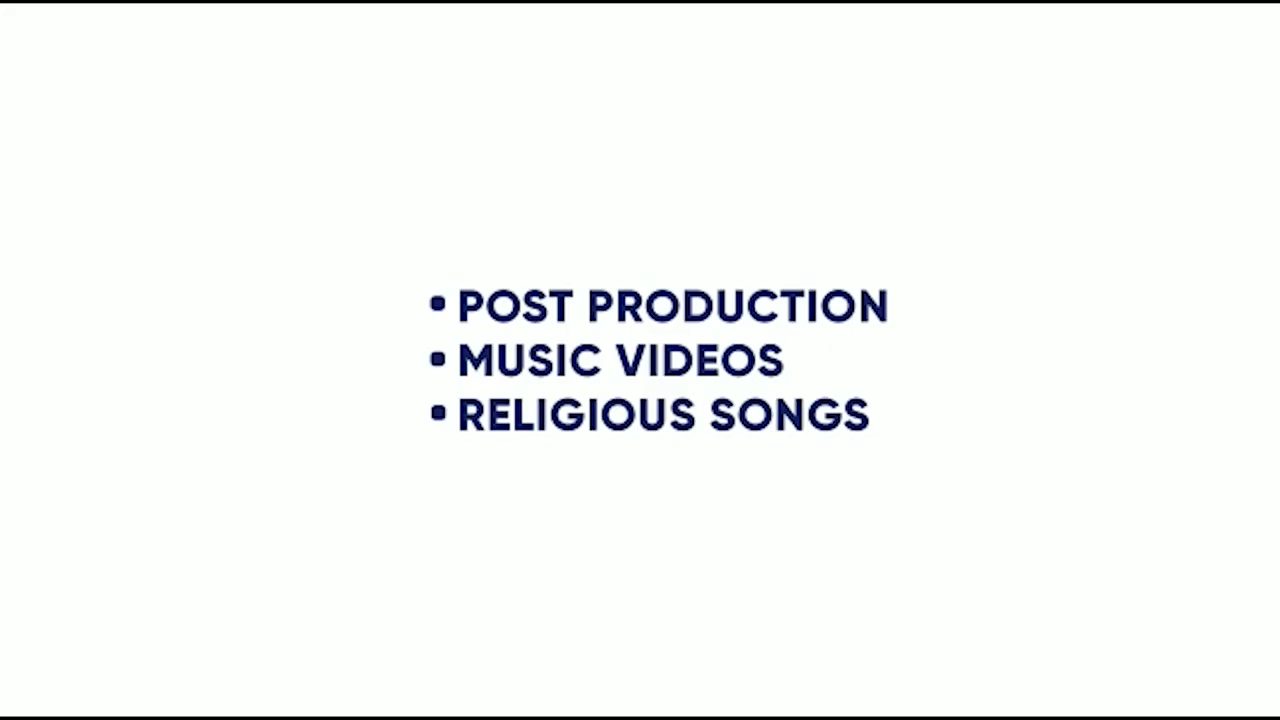 • POST PRODUCTION
• MUSIC VIDEOS
• RELIGIOUS SONGS